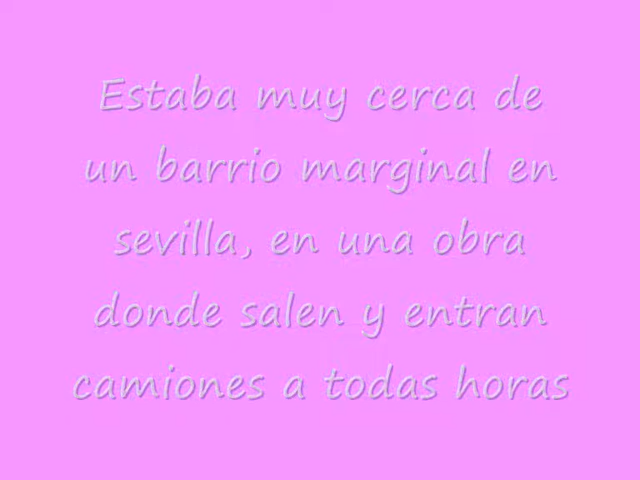 Estaba muy cerca de
un barrio marginal en
sevilla, en una obra
donde salen y entran
camiones a todas horas